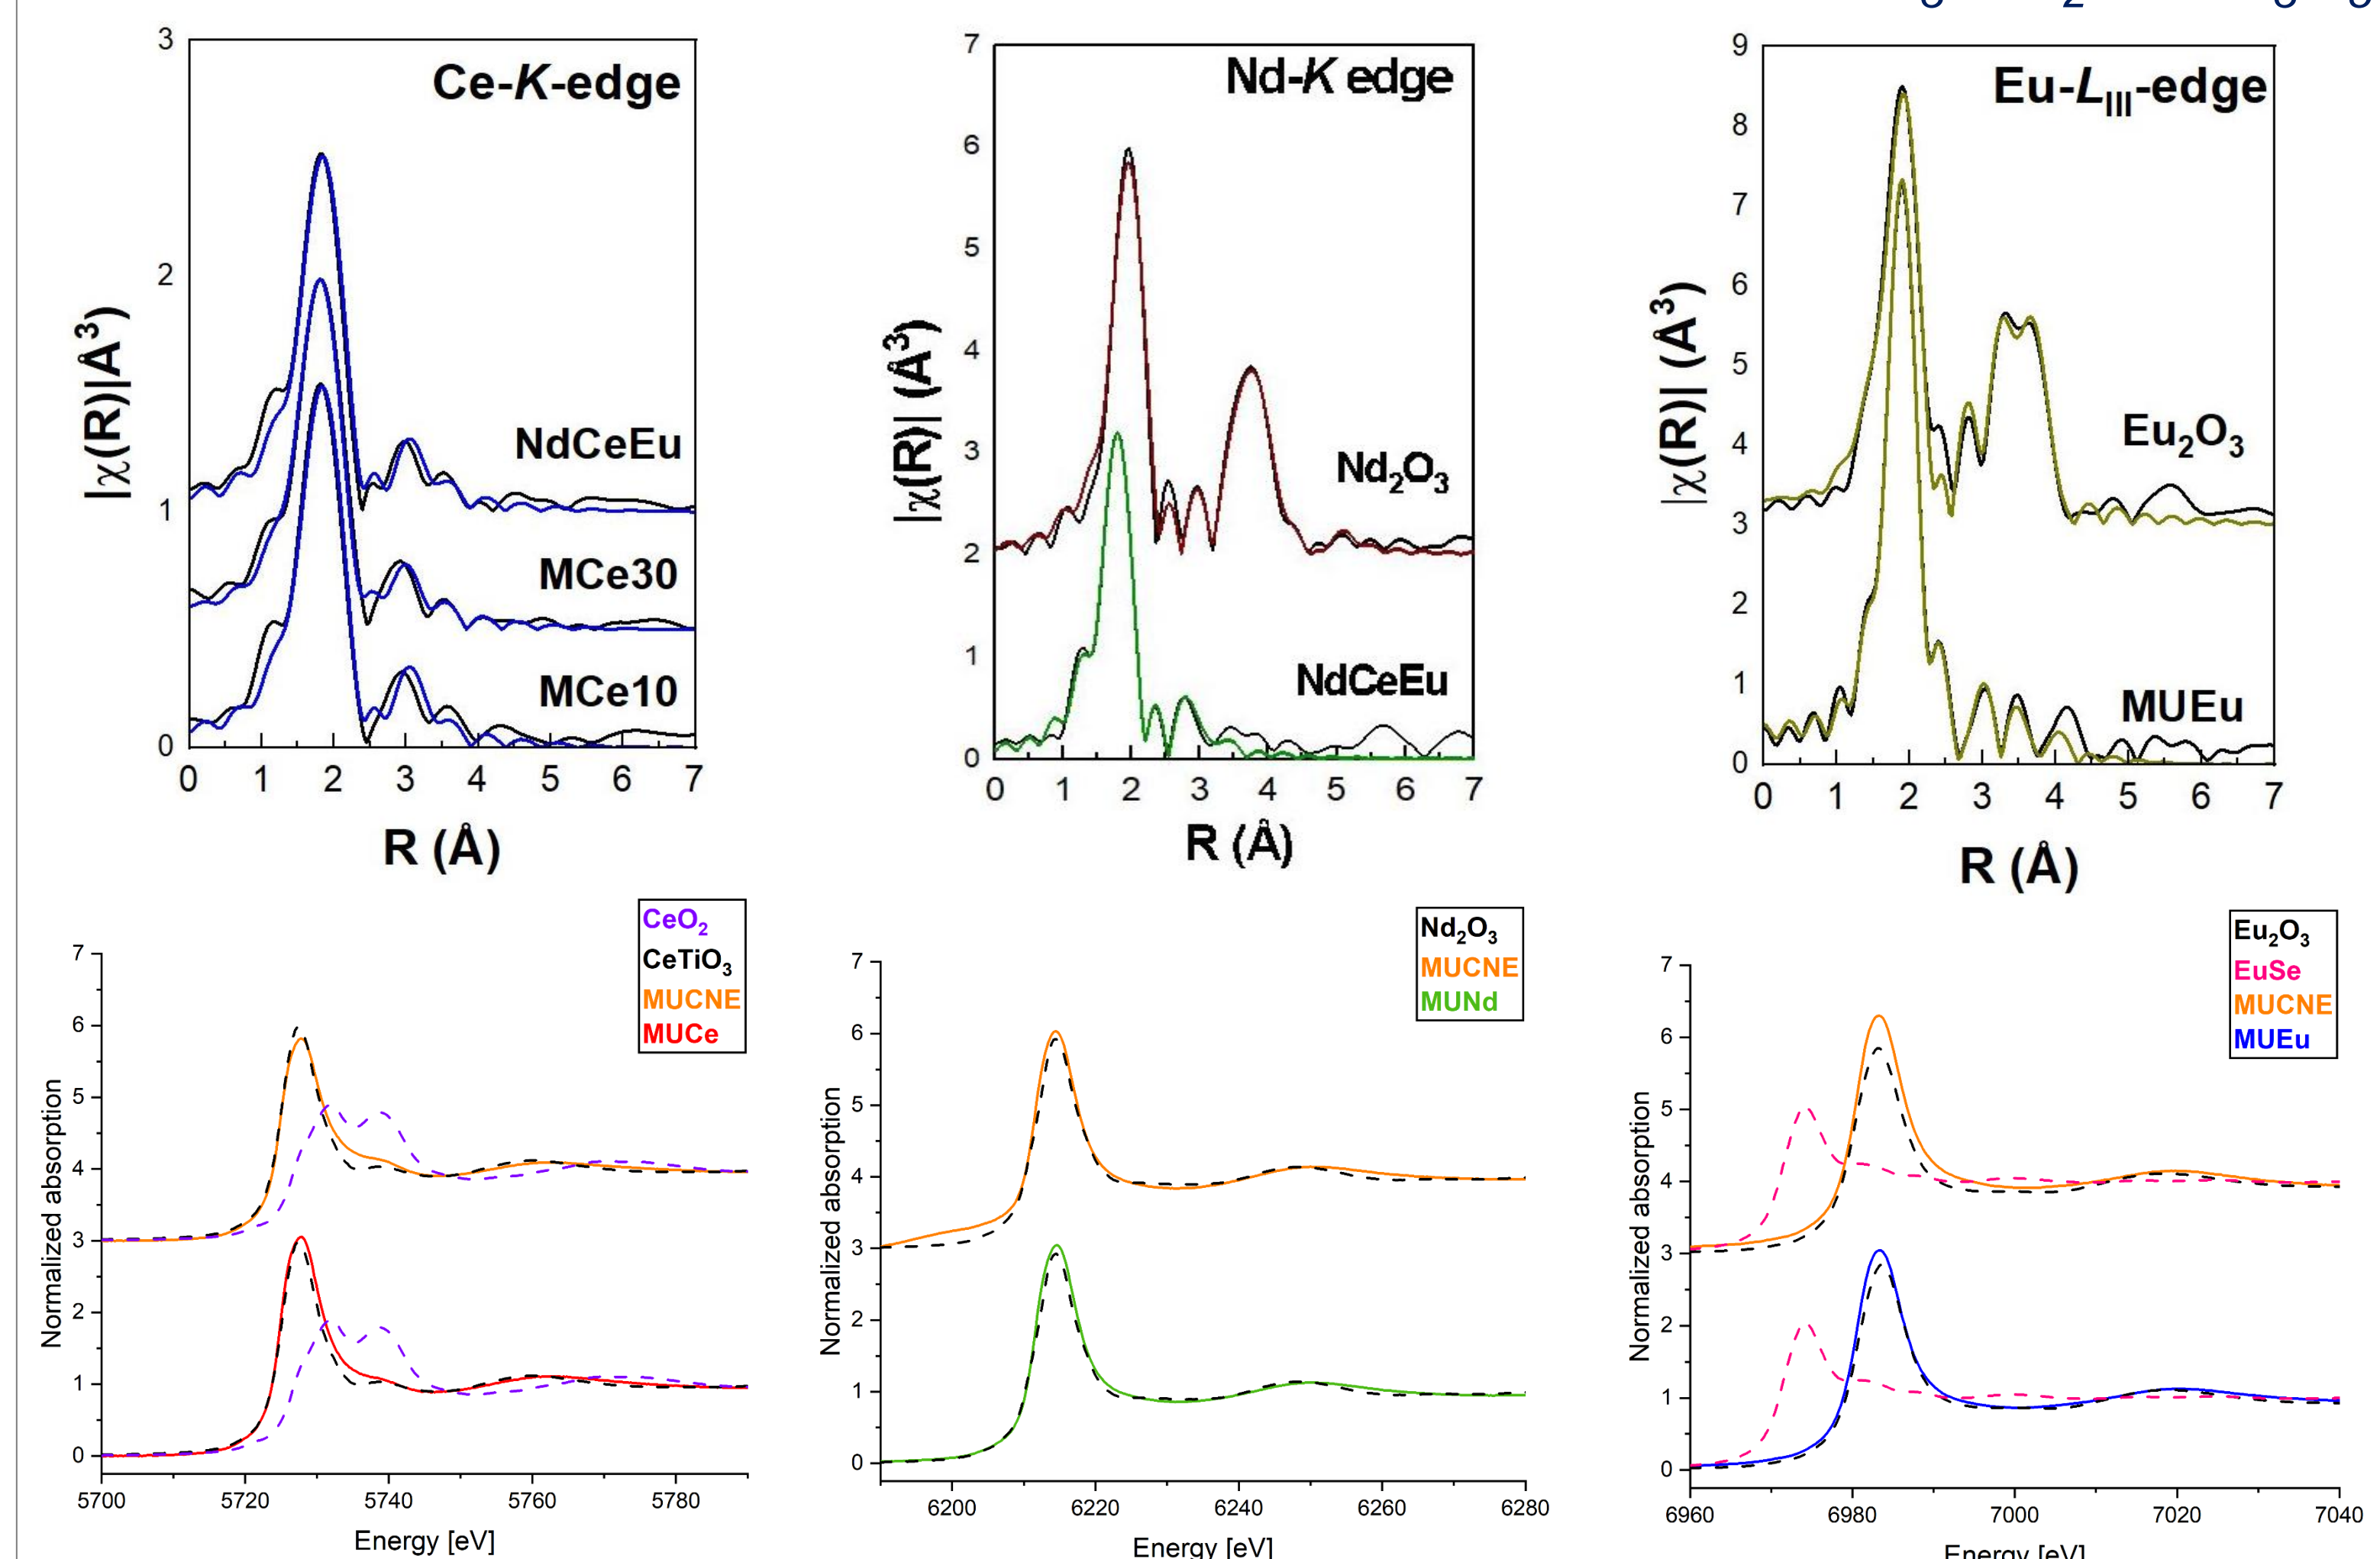 Ce-K-edge
3
2
1
0
|χ(R)|Å³)
NdCeEu
MCe30
MCe10
0 1 2 3 4 5 6 7
R (Å)
Nd-K edge
7
6
5
4
3
2
1
0
|χ(R)| (Å³)
Nd₂O₃
NdCeEu
0 1 2 3 4 5 6 7
R (Å)
Eu-L_III-edge
9
8
7
6
5
4
3
2
1
0
|χ(R)| (Å³)
Eu₂O₃
MUEu
0 1 2 3 4 5 6 7
R (Å)
CeO₂
CeTiO₃
MUCNE
MUCe
7
6
5
4
3
2
1
0
Normalized absorption
5700 5720 5740 5760 5780
Energy [eV]
Nd₂O₃
MUCNE
MUNd
7
6
5
4
3
2
1
0
Normalized absorption
6200 6220 6240 6260 6280
Energy [eV]
Eu₂O₃
EuSe
MUCNE
MUEu
7
6
5
4
3
2
1
0
Normalized absorption
6960 6980 7000 7020 7040
Energy [eV]